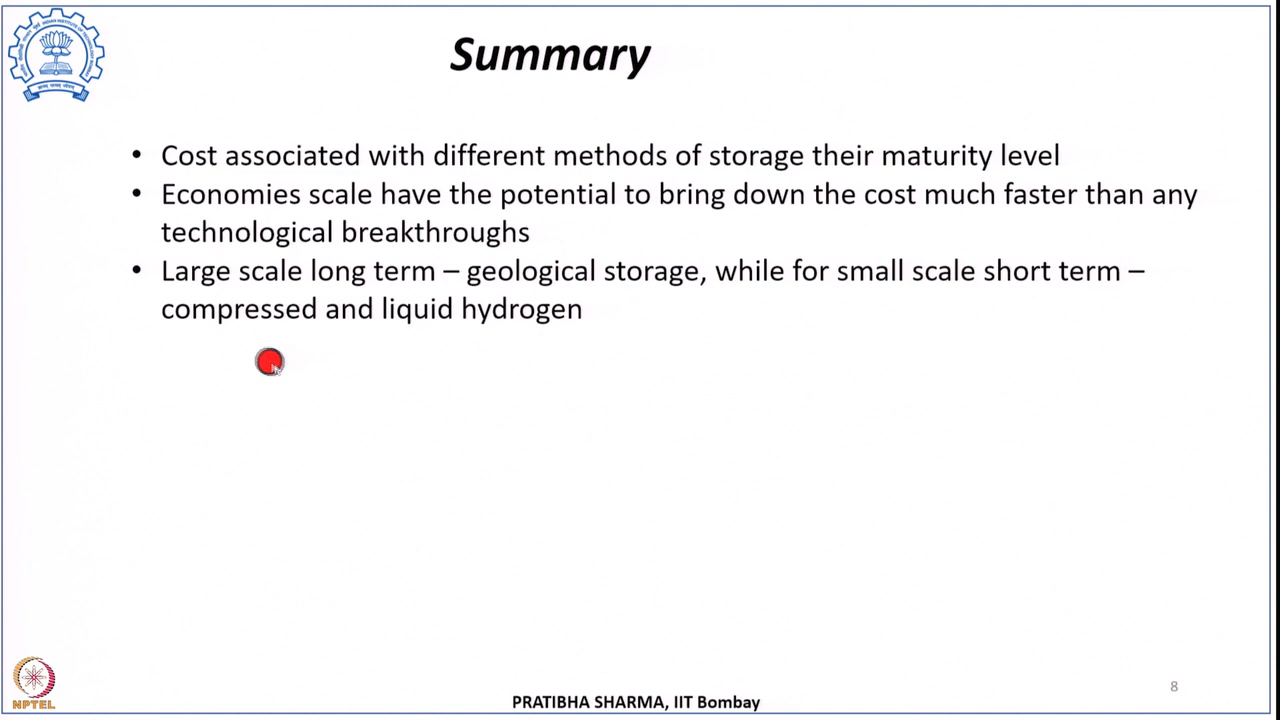 Summary
• Cost associated with different methods of storage their maturity level
• Economies scale have the potential to bring down the cost much faster than any
technological breakthroughs
• Large scale long term – geological storage, while for small scale short term –
compressed and liquid hydrogen
8
NPTEL
PRATIBHA SHARMA, IIT Bombay